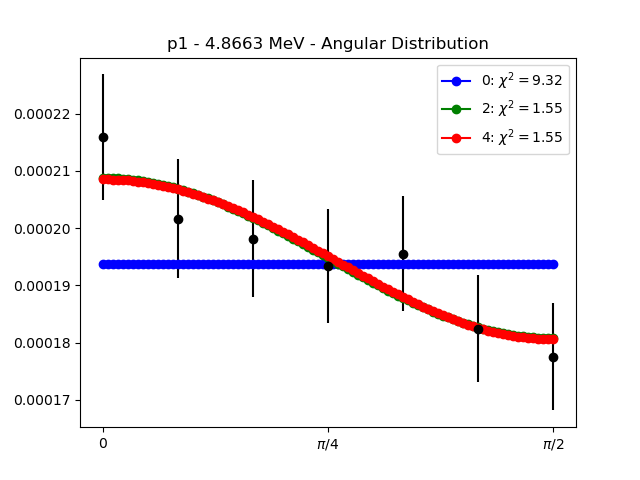 p1 - 4.8663 MeV - Angular Distribution
0: χ² = 9.32
2: χ² = 1.55
4: χ² = 1.55
0.00022
0.00021
0.00020
0.00019
0.00018
0.00017
0 π/4 π/2